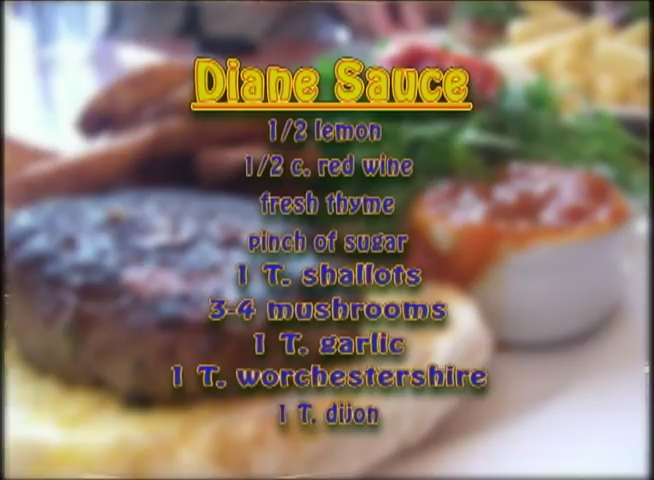 Diane Sauce
1/2 lemon
1/2 c. red wine
fresh thyme
pinch of sugar
1 T. shallots
3-4 mushrooms
1 T. garlic
1 T. worchestershire
1 T. dijon